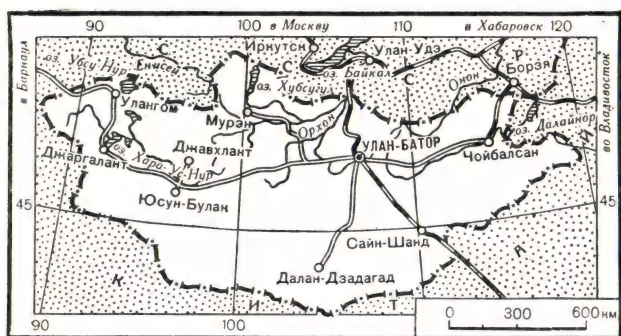 90 100 в Москву 110 в Хабаровск 120
в Барнаул
оз. Убсу Нур
Енисей
С
Иркутск
Улан-Удэ
оз. Байкал
С
С
Р
Борзя
Онон
оз. Далайнор
во Владивосток
Улангом
оз. Хубсугул
Мурэн
Орхон
Джавхлант
УЛАН-БАТОР
Чойбалсан
Джаргалант
оз. Хара-Ус-Нур
Юсун-Булак
45
45
Сайн-Шанд
Далан-Дзадагад
К
И
Т
А
Й
90
100
0 300 600 км